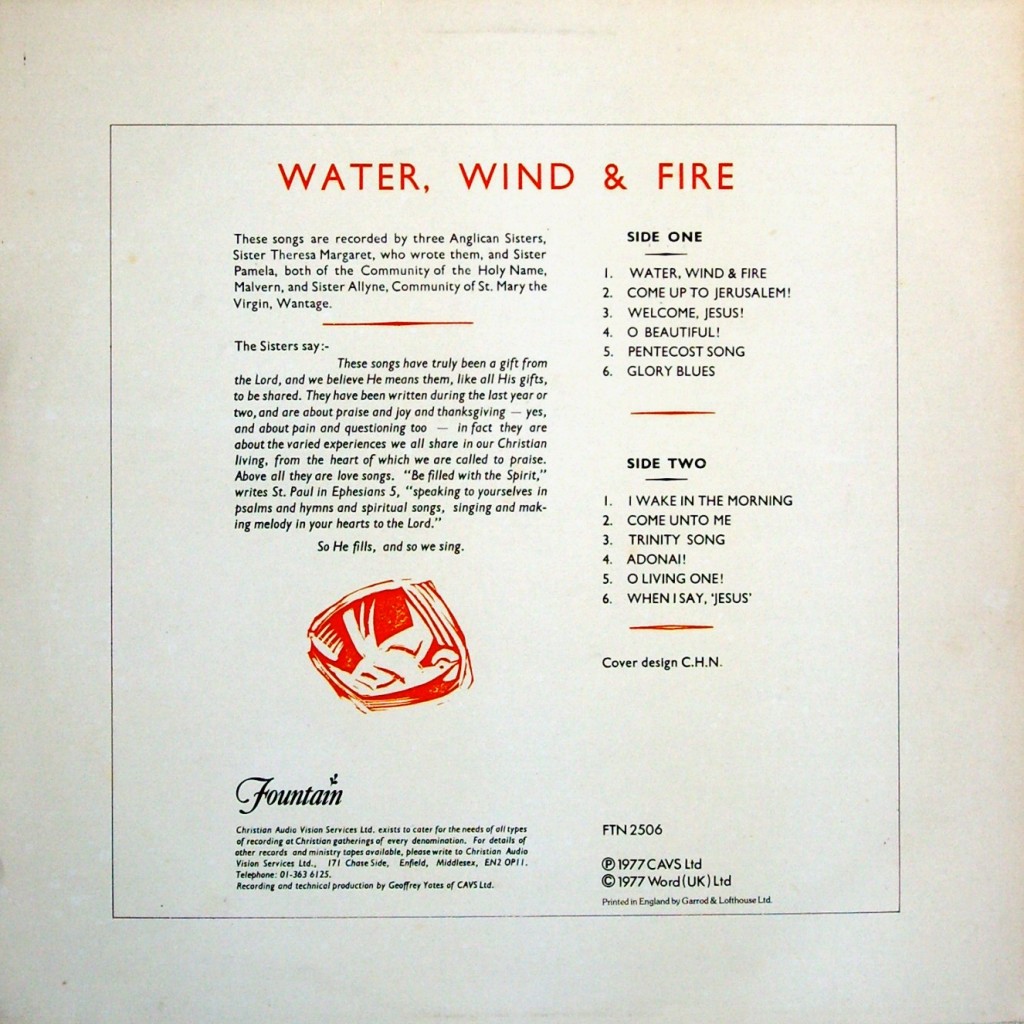 WATER, WIND & FIRE
These songs are recorded by three Anglican Sisters,
Sister Theresa Margaret, who wrote them, and Sister
Pamela, both of the Community of the Holy Name,
Malvern, and Sister Allyne, Community of St. Mary the
Virgin, Wantage.
The Sisters say:-
These songs have truly been a gift from
the Lord, and we believe He means them, like all His gifts,
to be shared. They have been written during the last year or
two, and are about praise and joy and thanksgiving — yes,
and about pain and questioning too — in fact they are
about the varied experiences we all share in our Christian
living, from the heart of which we are called to praise.
Above all they are love songs. "Be filled with the Spirit,"
writes St. Paul in Ephesians 5, "speaking to yourselves in
psalms and hymns and spiritual songs, singing and mak-
ing melody in your hearts to the Lord."
So He fills, and so we sing.
Fountain
Christian Audio Vision Services Ltd. exists to cater for the needs of all types
of recording at Christian gatherings of every denomination. For details of
other records and ministry tapes available, please write to Christian Audio
Vision Services Ltd., 171 Chase Side, Enfield, Middlesex, EN2 OP11.
Telephone: 01-363 6125.
Recording and technical production by Geoffrey Yates of CAVS Ltd.
SIDE ONE
1. WATER, WIND & FIRE
2. COME UP TO JERUSALEM!
3. WELCOME, JESUS!
4. O BEAUTIFUL!
5. PENTECOST SONG
6. GLORY BLUES
SIDE TWO
1. I WAKE IN THE MORNING
2. COME UNTO ME
3. TRINITY SONG
4. ADONAI!
5. O LIVING ONE!
6. WHEN I SAY, 'JESUS'
Cover design C.H.N.
FTN 2506
℗ 1977 CAVS Ltd
© 1977 Word (UK) Ltd
Printed in England by Garrod & Lofthouse Ltd.